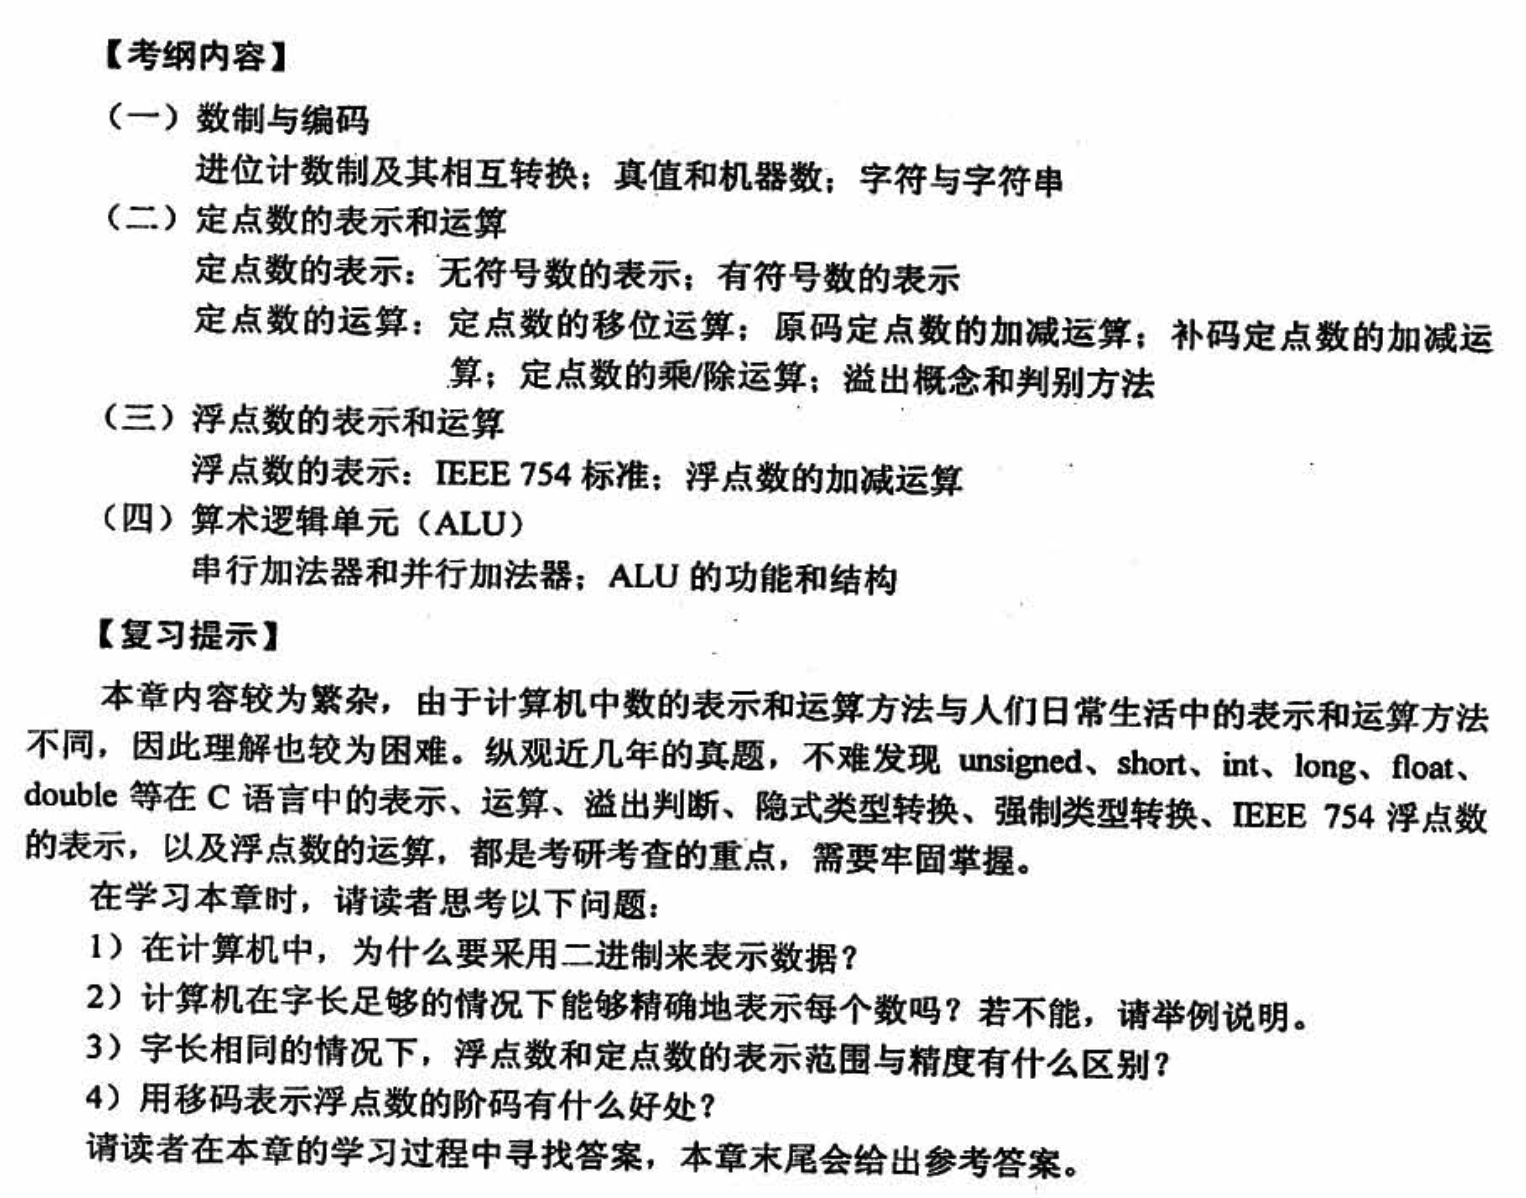 【考纲内容】
（一）数制与编码
进位计数制及其相互转换；真值和机器数；字符与字符串
（二）定点数的表示和运算
定点数的表示：无符号数的表示；有符号数的表示
定点数的运算：定点数的移位运算；原码定点数的加减运算；补码定点数的加减运
算；定点数的乘/除运算；溢出概念和判别方法
（三）浮点数的表示和运算
浮点数的表示：IEEE 754 标准；浮点数的加减运算
（四）算术逻辑单元（ALU）
串行加法器和并行加法器；ALU 的功能和结构
【复习提示】
本章内容较为繁杂，由于计算机中数的表示和运算方法与人们日常生活中的表示和运算方法
不同，因此理解也较为困难。纵观近几年的真题，不难发现 unsigned、short、int、long、float、
double 等在 C 语言中的表示、运算、溢出判断、隐式类型转换、强制类型转换、IEEE 754 浮点数
的表示，以及浮点数的运算，都是考研考查的重点，需要牢固掌握。
在学习本章时，请读者思考以下问题：
1）在计算机中，为什么要采用二进制来表示数据？
2）计算机在字长足够的情况下能够精确地表示每个数吗？若不能，请举例说明。
3）字长相同的情况下，浮点数和定点数的表示范围与精度有什么区别？
4）用移码表示浮点数的阶码有什么好处？
请读者在本章的学习过程中寻找答案，本章末尾会给出参考答案。